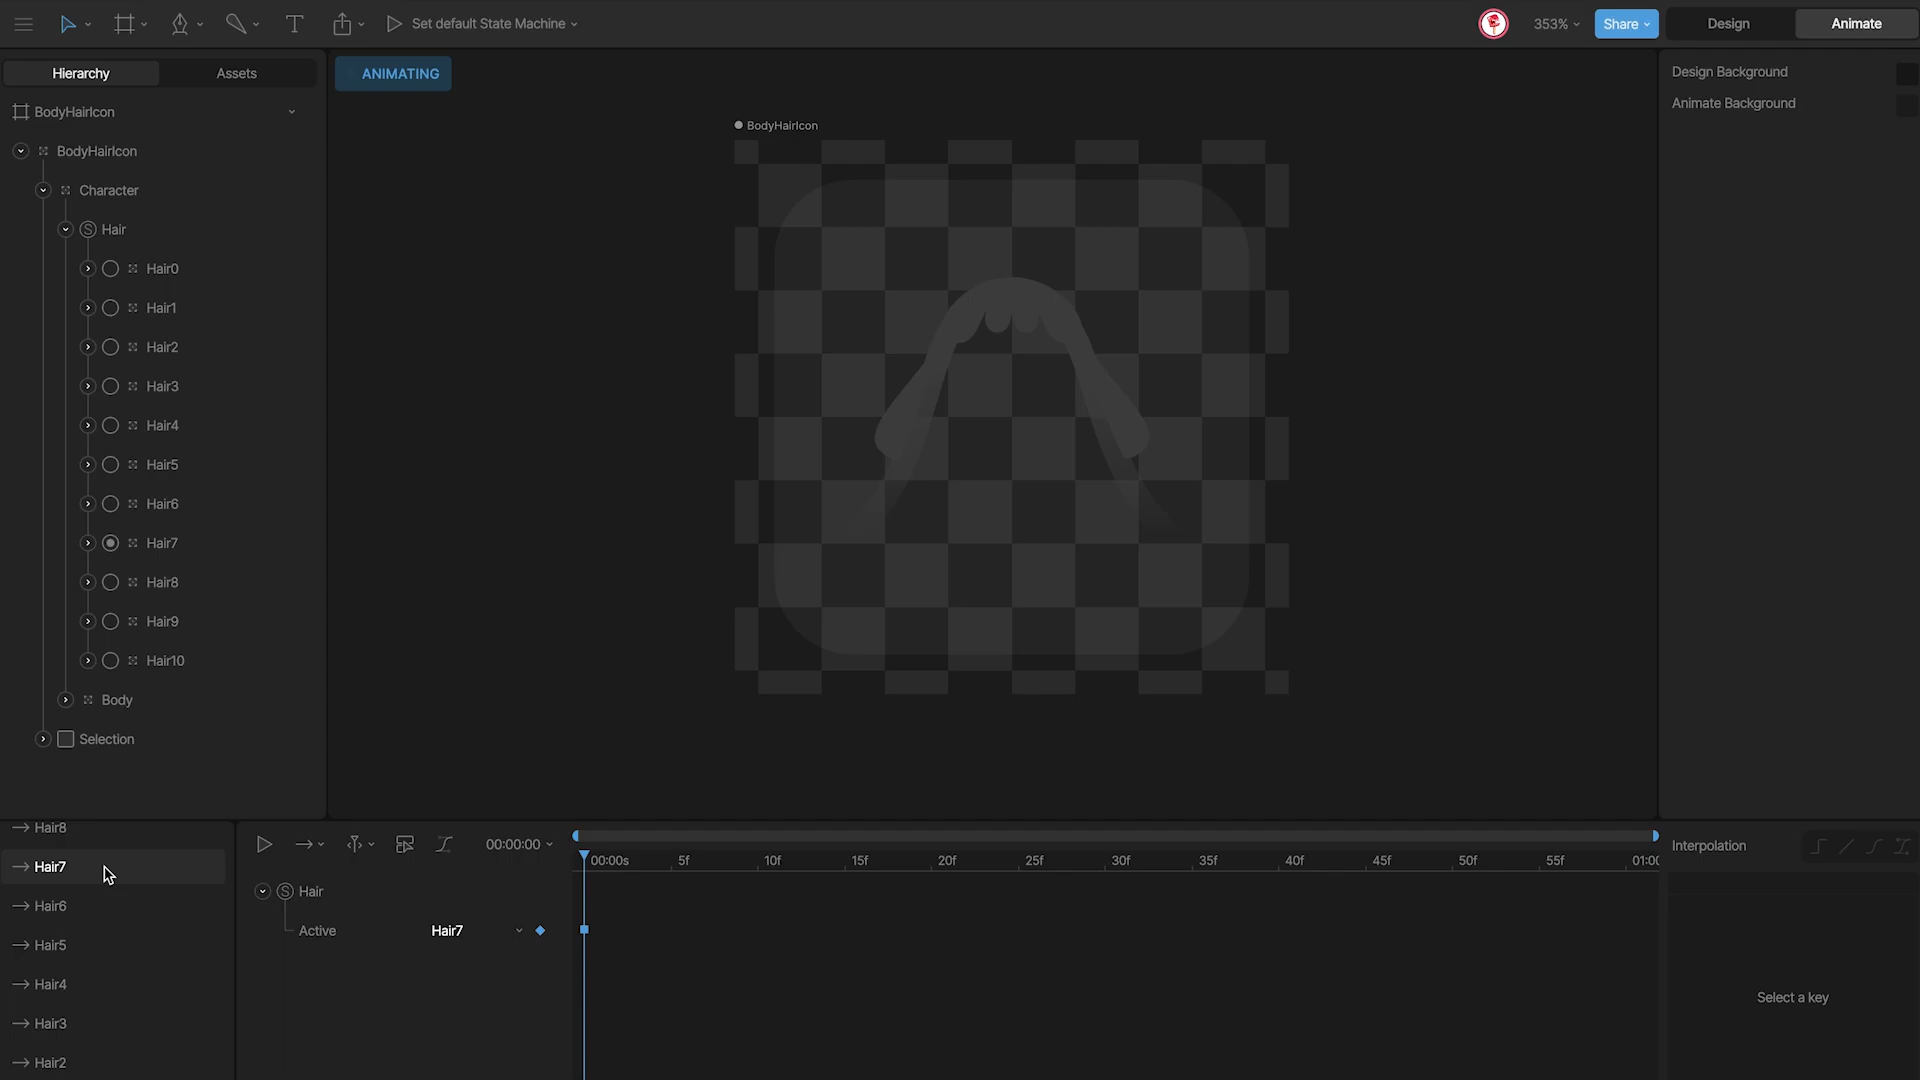 Set default State Machine
353%
Share
Design
Animate
Hierarchy
Assets
ANIMATING
Design Background
Animate Background
BodyHairIcon
BodyHairIcon
BodyHairIcon
Character
Hair
Hair0
Hair1
Hair2
Hair3
Hair4
Hair5
Hair6
Hair7
Hair8
Hair9
Hair10
Body
Selection
Hair8
Hair7
Hair6
Hair5
Hair4
Hair3
Hair2
00:00:00
00:00s 5f 10f 15f 20f 25f 30f 35f 40f 45f 50f 55f 01:00
Hair
Active Hair7
Interpolation
Select a key